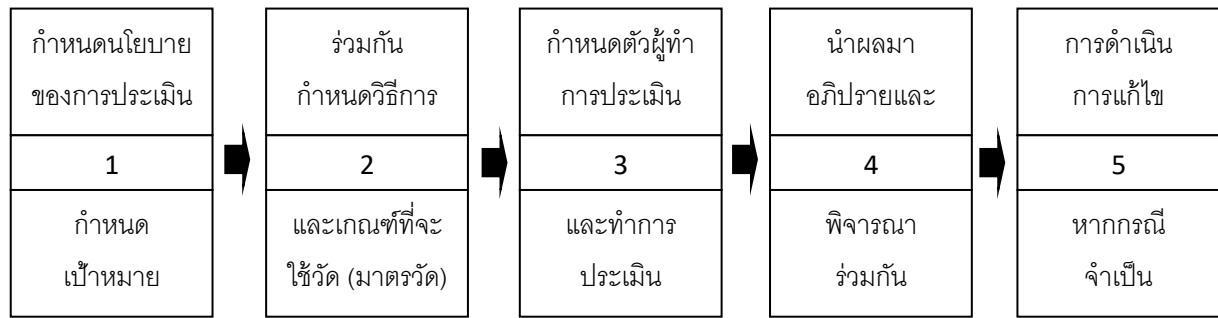 กำหนดนโยบาย
ของการประเมิน
1
กำหนด
เป้าหมาย
ร่วมกัน
กำหนดวิธีการ
2
และเกณฑ์ที่จะ
ใช้วัด (มาตรวัด)
กำหนดตัวผู้ทำ
การประเมิน
3
และทำการ
ประเมิน
นำผลมา
อภิปรายและ
4
พิจารณา
ร่วมกัน
การดำเนิน
การแก้ไข
5
หากกรณี
จำเป็น